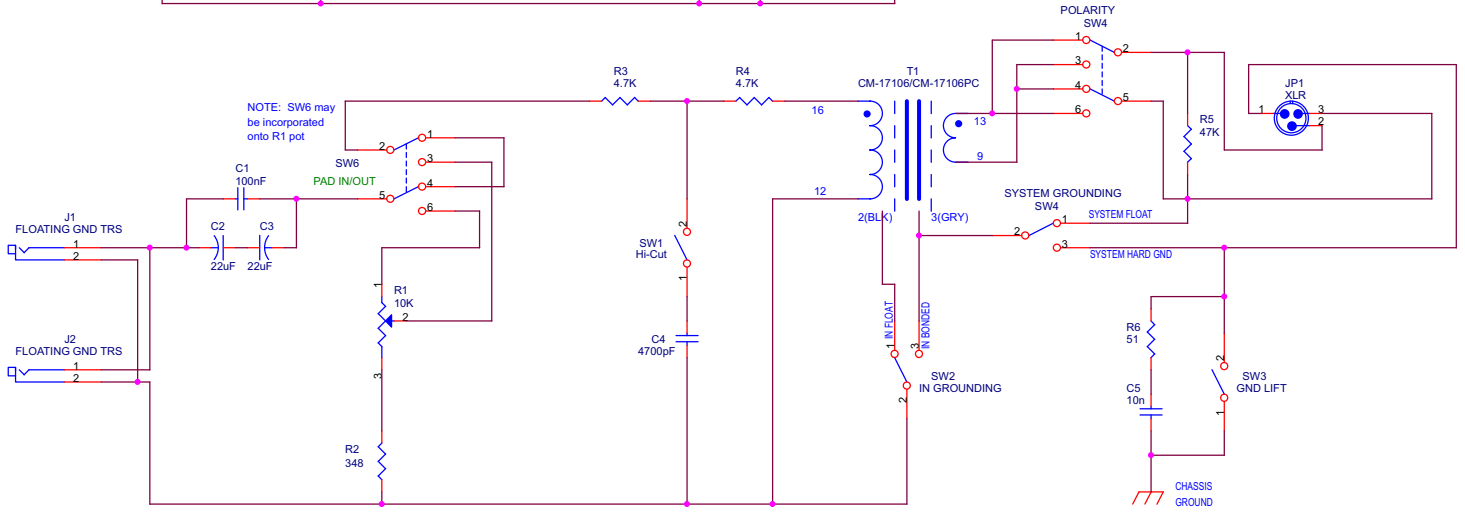 POLARITY
SW4
1
2
3
4
5
6
R3
4.7K
R4
4.7K
T1
CM-17106/CM-17106PC
16
12
13
9
2(BLK)
3(GRY)
JP1
XLR
1
3
2
R5
47K
NOTE: SW6 may
be incorporated
onto R1 pot
SW6
PAD IN/OUT
1
2
3
4
5
6
C1
100nF
C2
22uF
C3
22uF
J1
FLOATING GND TRS
1
2
J2
FLOATING GND TRS
1
2
R1
10K
1
2
3
R2
348
SW1
Hi-Cut
2
1
C4
4700pF
SYSTEM GROUNDING
SW4
1
2
3
SYSTEM FLOAT
SYSTEM HARD GND
IN FLOAT
IN BONDED
1
3
2
SW2
IN GROUNDING
R6
51
C5
10n
SW3
GND LIFT
2
1
CHASSIS
GROUND